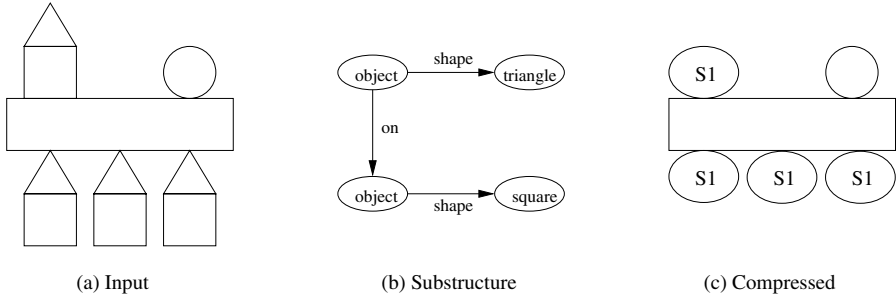 object
shape
triangle
on
object
shape
square
S1
S1
S1
S1
(a) Input
(b) Substructure
(c) Compressed